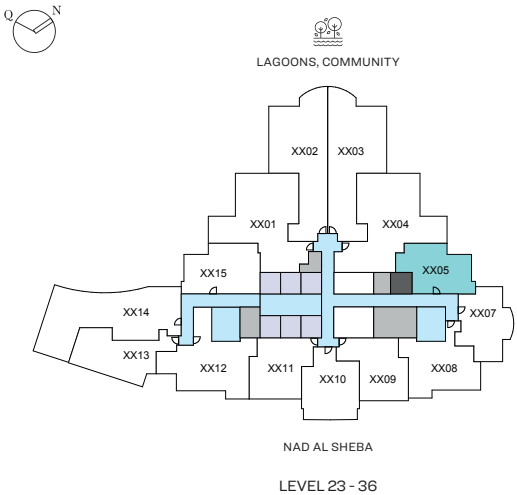 Q N
LAGOONS, COMMUNITY
XX02 XX03
XX01 XX04
XX15 XX05
XX14 XX07
XX13 XX12 XX11 XX10 XX09 XX08
NAD AL SHEBA
LEVEL 23 - 36